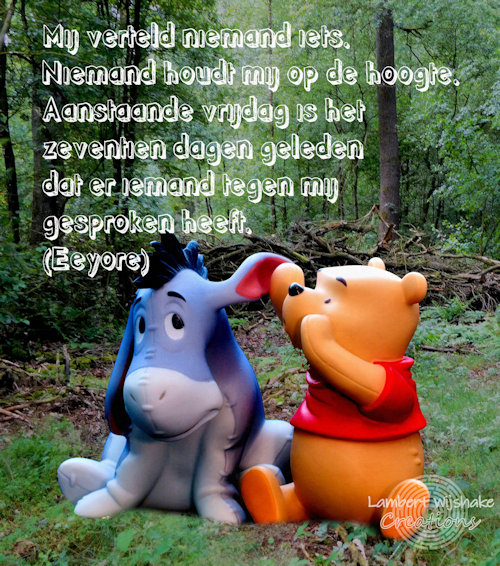 Mij verteld niemand iets.
Niemand houdt mij op de hoogte.
Aanstaande vrijdag is het
zeventien dagen geleden
dat er iemand tegen mij
gesproken heeft.
(Eeyore)
Lambert Wijshake
Creations